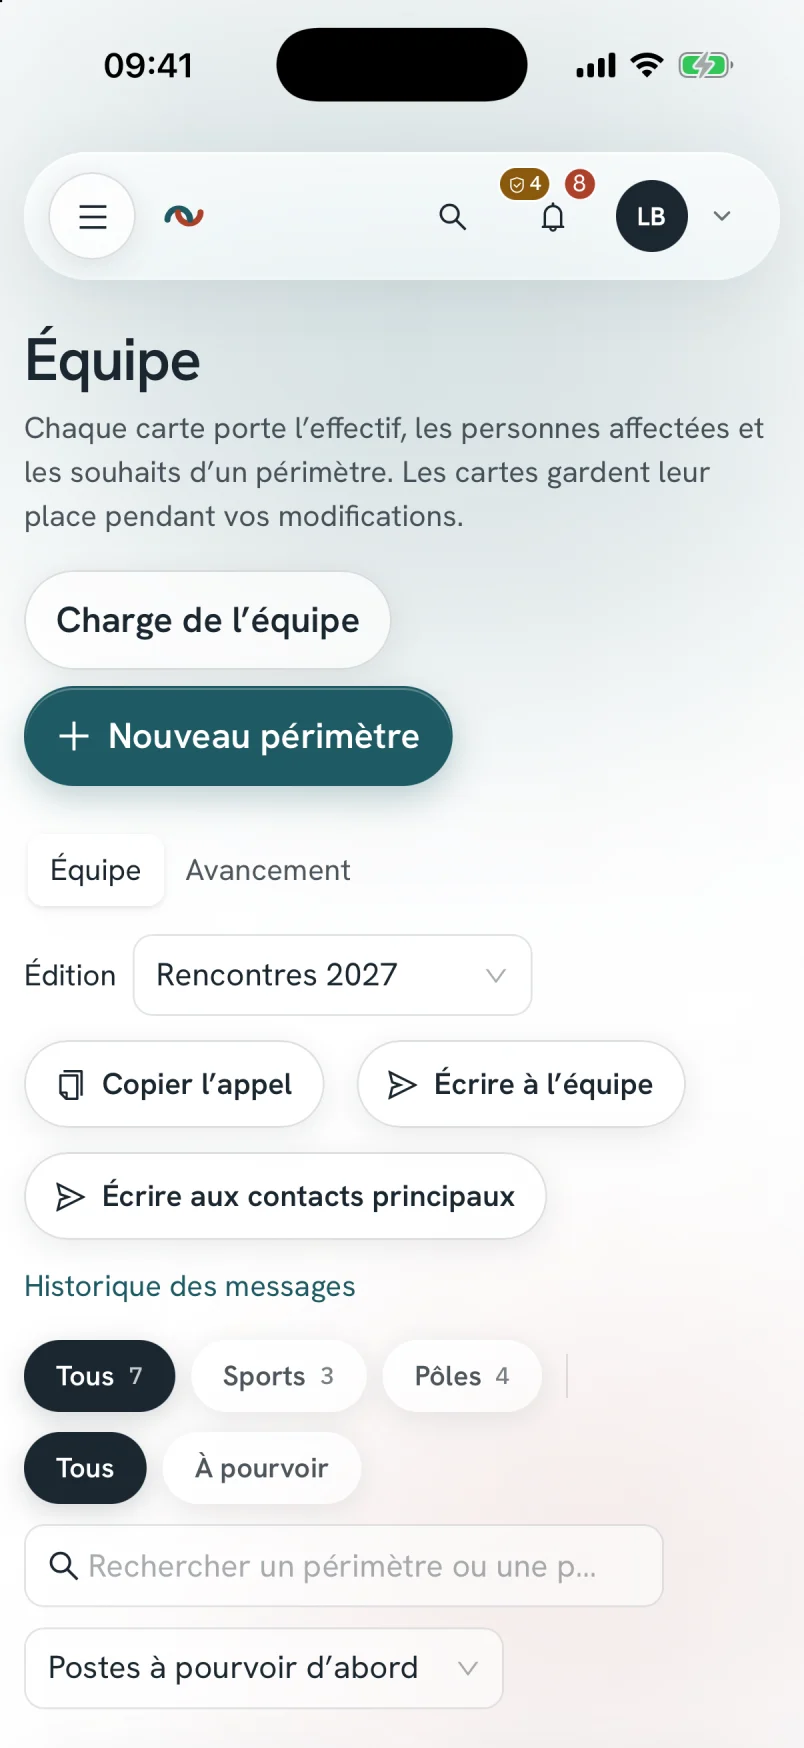 09:41
4
8
LB
Équipe
Chaque carte porte l’effectif, les personnes affectées et
les souhaits d’un périmètre. Les cartes gardent leur
place pendant vos modifications.
Charge de l’équipe
Nouveau périmètre
Équipe Avancement
Édition Rencontres 2027
Copier l’appel Écrire à l’équipe
Écrire aux contacts principaux
Historique des messages
Tous 7 Sports 3 Pôles 4
Tous À pourvoir
Rechercher un périmètre ou une p...
Postes à pourvoir d’abord